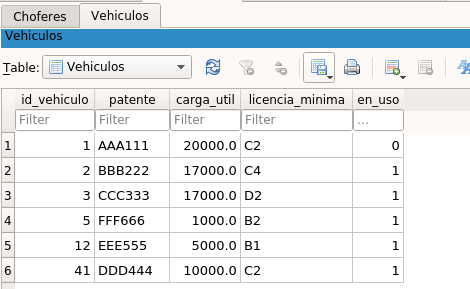 Choferes Vehiculos
Vehiculos
Table: Vehiculos
id_vehiculo patente carga_util licencia_minima en_uso
Filter Filter Filter Filter ...
1 1 AAA111 20000.0 C2 0
2 2 BBB222 17000.0 C4 1
3 3 CCC333 17000.0 D2 1
4 5 FFF666 1000.0 B2 1
5 12 EEE555 5000.0 B1 1
6 41 DDD444 10000.0 C2 1